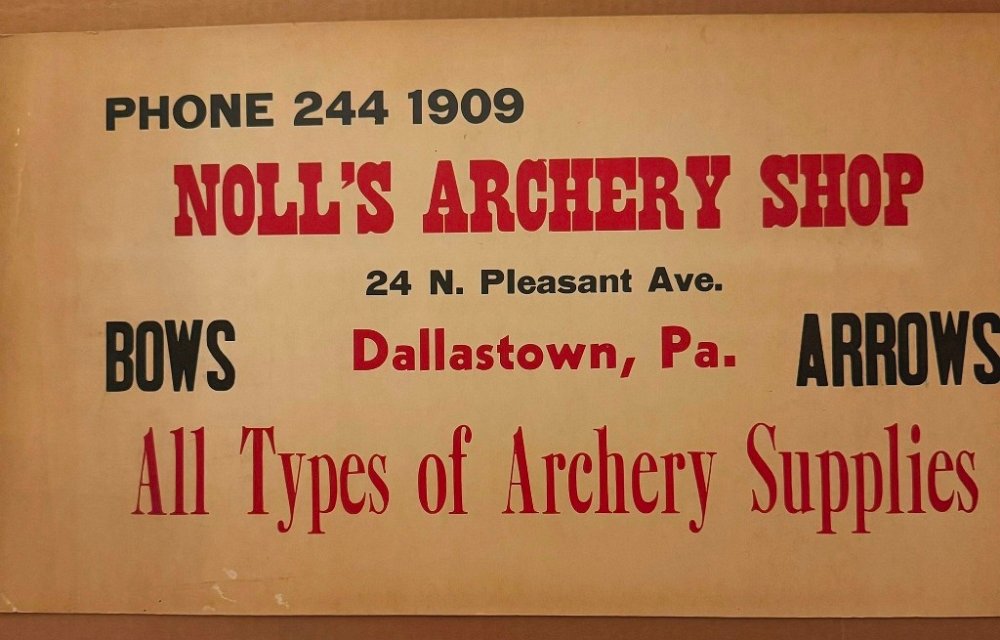 PHONE 244 1909
NOLL'S ARCHERY SHOP
24 N. Pleasant Ave.
BOWS Dallastown, Pa. ARROWS
All Types of Archery Supplies